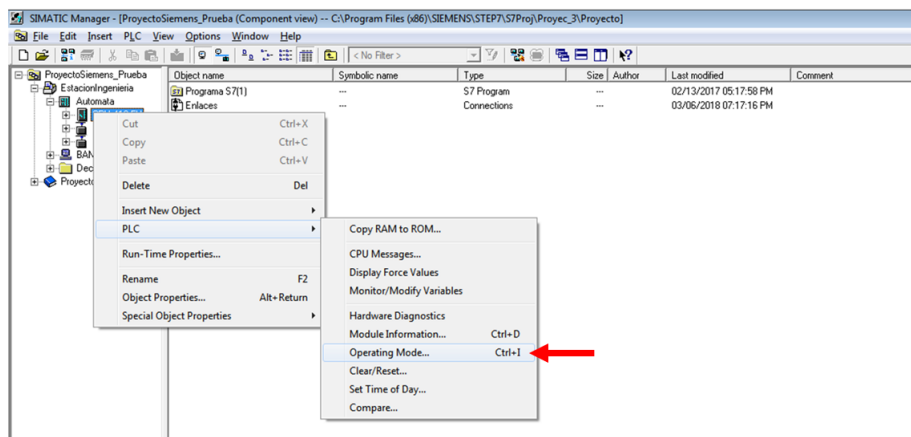 SIMATIC Manager - [ProyectoSiemens_Prueba (Component view) -- C:\Program Files (x86)\SIEMENS\STEP7\S7Proj\Proyec_3\Proyecto]
File Edit Insert PLC View Options Window Help
< No Filter >
ProyectoSiemens_Prueba
EstacionIngenieria
Automata
BAN
Dec
Proyecto
Object name Symbolic name Type Size Author Last modified Comment
Programa S7(1) --- S7 Program --- 02/13/2017 05:17:58 PM
Enlaces --- Connections --- 03/06/2018 07:17:16 PM
Cut Ctrl+X
Copy Ctrl+C
Paste Ctrl+V
Delete Del
Insert New Object
PLC
Run-Time Properties...
Rename F2
Object Properties... Alt+Return
Special Object Properties
Copy RAM to ROM...
CPU Messages...
Display Force Values
Monitor/Modify Variables
Hardware Diagnostics
Module Information... Ctrl+D
Operating Mode... Ctrl+I
Clear/Reset...
Set Time of Day...
Compare...